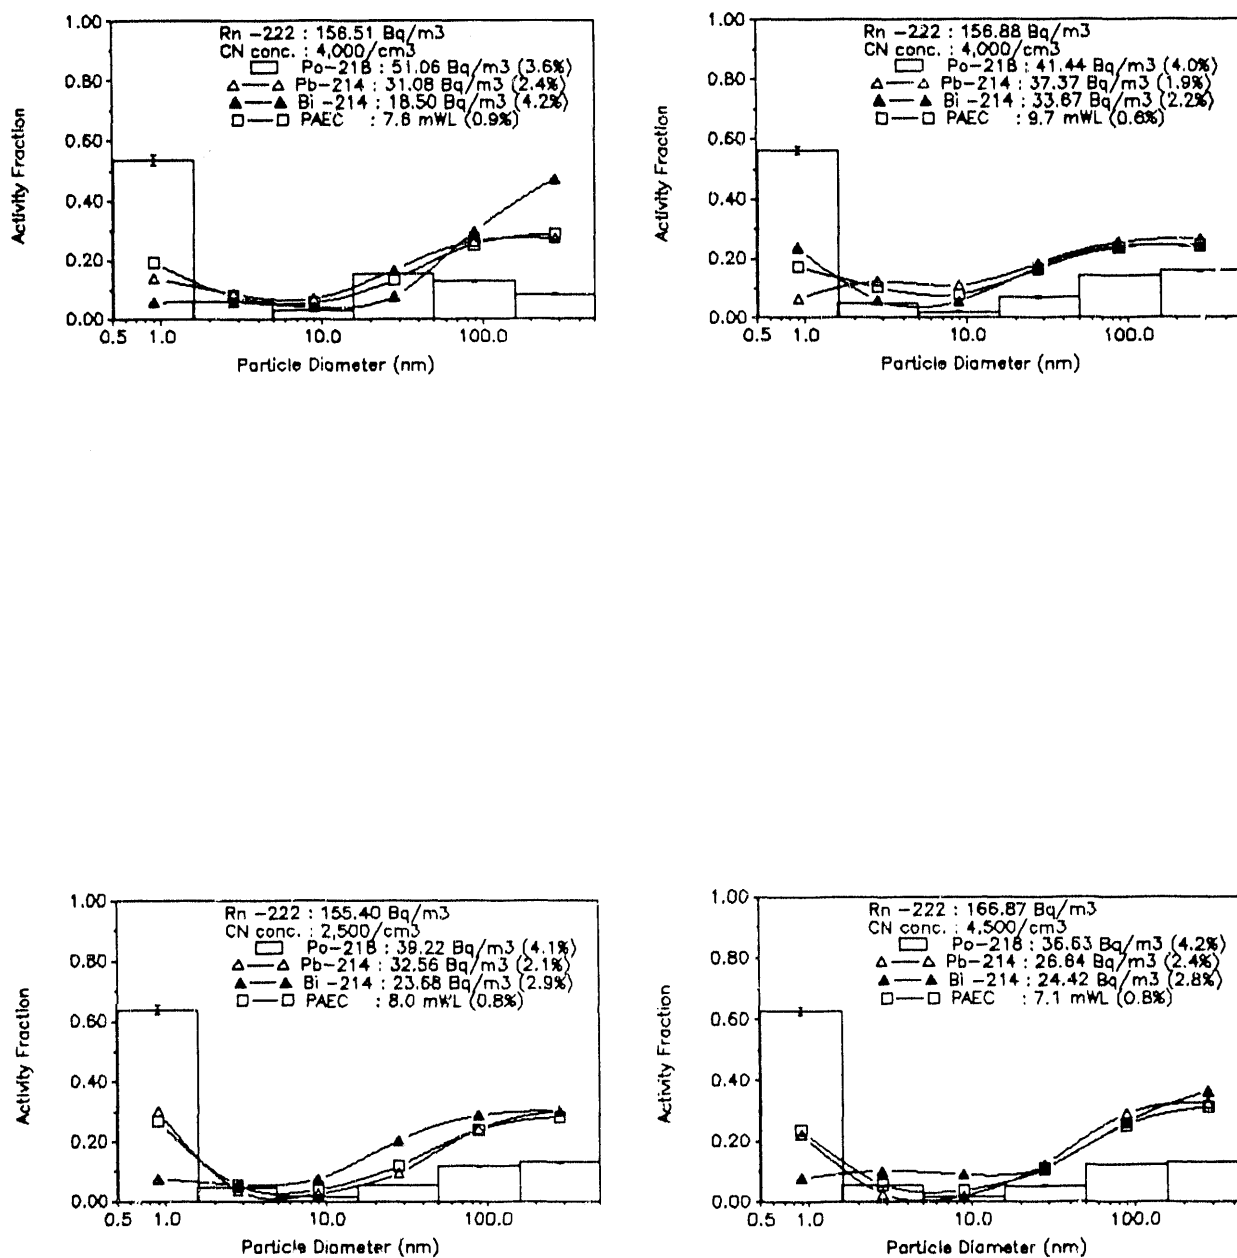 1.00
Rn -222 : 156.51 Bq/m3
CN conc. : 4,000/cm3
Po-218 : 51.06 Bq/m3 (3.6%)
Pb-214 : 31.08 Bq/m3 (2.4%)
Bi -214 : 18.50 Bq/m3 (4.2%)
PAEC : 7.8 mWL (0.9%)
0.80
0.60
0.40
0.20
0.00
Activity Fraction
0.5 1.0 10.0 100.0
Particle Diameter (nm)
1.00
Rn -222 : 156.88 Bq/m3
CN conc. : 4,000/cm3
Po-218 : 41.44 Bq/m3 (4.0%)
Pb-214 : 37.37 Bq/m3 (1.9%)
Bi -214 : 33.67 Bq/m3 (2.2%)
PAEC : 9.7 mWL (0.6%)
0.80
0.60
0.40
0.20
0.00
Activity Fraction
0.5 1.0 10.0 100.0
Particle Diameter (nm)
1.00
Rn -222 : 155.40 Bq/m3
CN conc. : 2,500/cm3
Po-218 : 39.22 Bq/m3 (4.1%)
Pb-214 : 32.56 Bq/m3 (2.1%)
Bi -214 : 23.68 Bq/m3 (2.9%)
PAEC : 8.0 mWL (0.8%)
0.80
0.60
0.40
0.20
0.00
Activity Fraction
0.5 1.0 10.0 100.0
Particle Diameter (nm)
1.00
Rn -222 : 166.87 Bq/m3
CN conc. : 4,500/cm3
Po-218 : 36.63 Bq/m3 (4.2%)
Pb-214 : 26.64 Bq/m3 (2.4%)
Bi -214 : 24.42 Bq/m3 (2.8%)
PAEC : 7.1 mWL (0.8%)
0.80
0.60
0.40
0.20
0.00
Activity Fraction
0.5 1.0 10.0 100.0
Particle Diameter (nm)